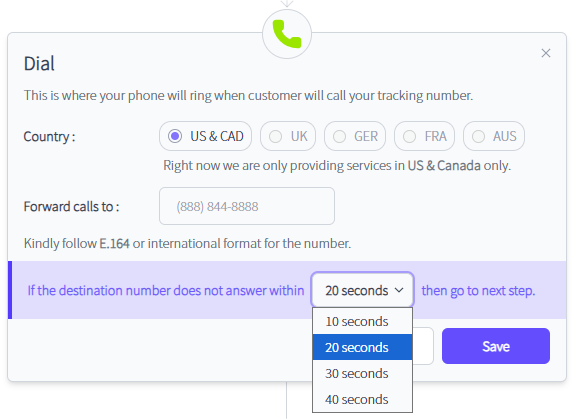 Dial
This is where your phone will ring when customer will call your tracking number.
Country :
US & CAD
UK
GER
FRA
AUS
Right now we are only providing services in US & Canada only.
Forward calls to :
(888) 844-8888
Kindly follow E.164 or international format for the number.
If the destination number does not answer within 20 seconds then go to next step.
10 seconds
20 seconds
30 seconds
40 seconds
Save